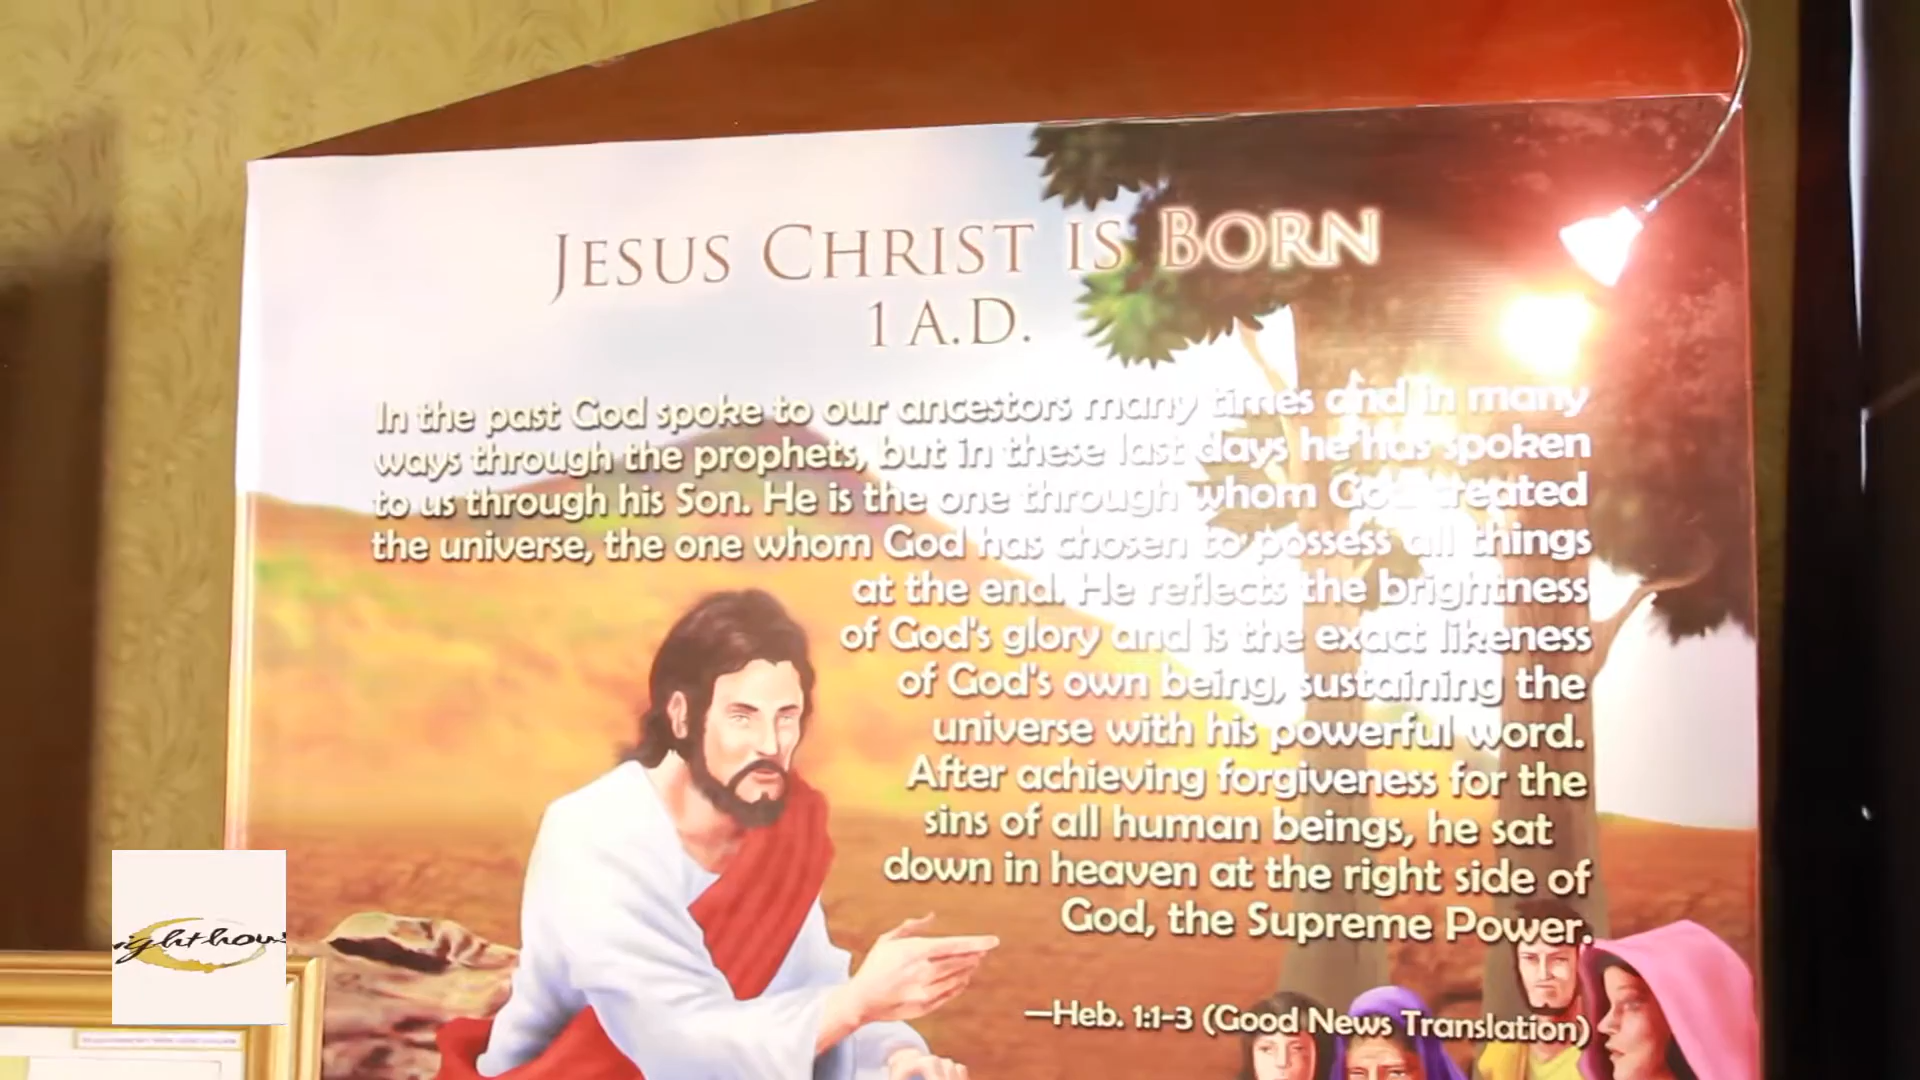 JESUS CHRIST IS BORN
1 A.D.
In the past God spoke to our ancestors many times and in many
ways through the prophets, but in these last days he has spoken
to us through his Son. He is the one through whom God created
the universe, the one whom God has chosen to possess all things
at the end. He reflects the brightness
of God's glory and is the exact likeness
of God's own being, sustaining the
universe with his powerful word.
After achieving forgiveness for the
sins of all human beings, he sat
down in heaven at the right side of
God, the Supreme Power.
—Heb. 1:1-3 (Good News Translation)